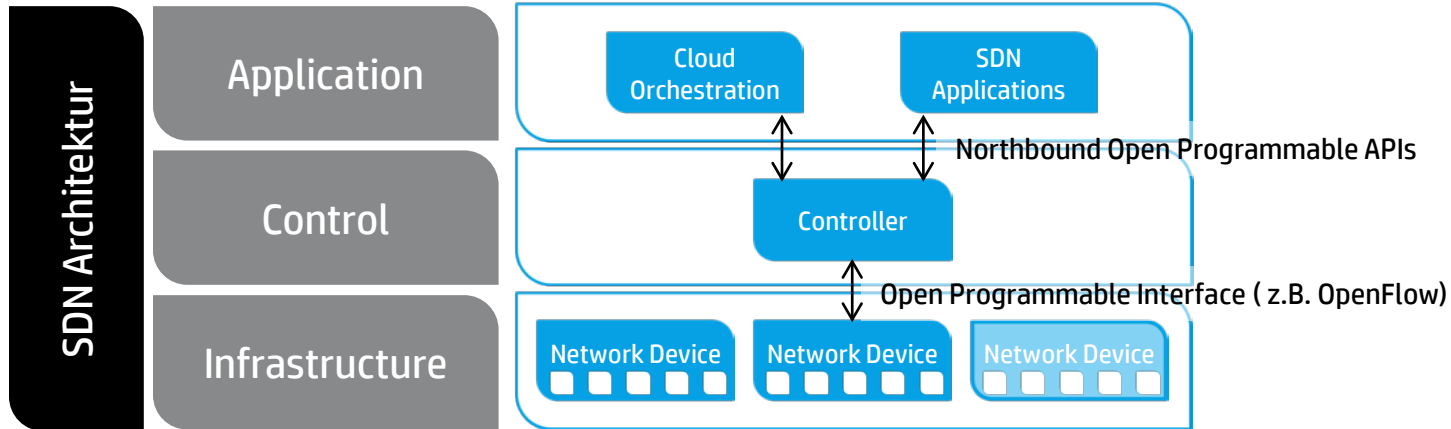 SDN Architektur
Application
Cloud
Orchestration
SDN
Applications
Northbound Open Programmable APIs
Control
Controller
Open Programmable Interface ( z.B. OpenFlow)
Infrastructure
Network Device
Network Device
Network Device